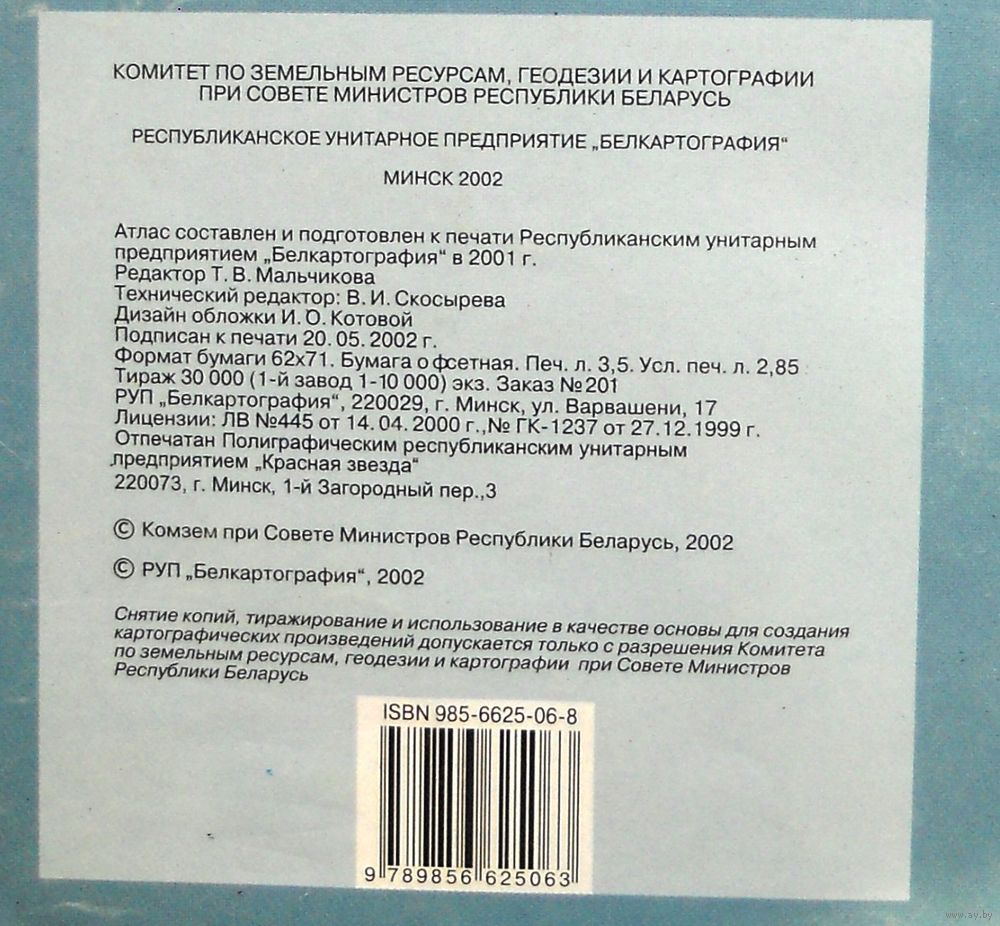 КОМИТЕТ ПО ЗЕМЕЛЬНЫМ РЕСУРСАМ, ГЕОДЕЗИИ И КАРТОГРАФИИ
ПРИ СОВЕТЕ МИНИСТРОВ РЕСПУБЛИКИ БЕЛАРУСЬ
РЕСПУБЛИКАНСКОЕ УНИТАРНОЕ ПРЕДПРИЯТИЕ „БЕЛКАРТОГРАФИЯ“
МИНСК 2002
Атлас составлен и подготовлен к печати Республиканским унитарным
предприятием „Белкартография“ в 2001 г.
Редактор Т. В. Мальчикова
Технический редактор: В. И. Скосырева
Дизайн обложки И. О. Котовой
Подписан к печати 20. 05. 2002 г.
Формат бумаги 62х71. Бумага офсетная. Печ. л. 3,5. Усл. печ. л. 2,85
Тираж 30 000 (1-й завод 1-10 000) экз. Заказ №201
РУП „Белкартография“, 220029, г. Минск, ул. Варвашени, 17
Лицензии: ЛВ №445 от 14. 04. 2000 г.,№ ГК-1237 от 27.12.1999 г.
Отпечатан Полиграфическим республиканским унитарным
предприятием „Красная звезда“
220073, г. Минск, 1-й Загородный пер.,3
© Комзем при Совете Министров Республики Беларусь, 2002
© РУП „Белкартография“, 2002
Снятие копий, тиражирование и использование в качестве основы для создания
картографических произведений допускается только с разрешения Комитета
по земельным ресурсам, геодезии и картографии при Совете Министров
Республики Беларусь
ISBN 985-6625-06-8
9 789856 625063
www.ay.by